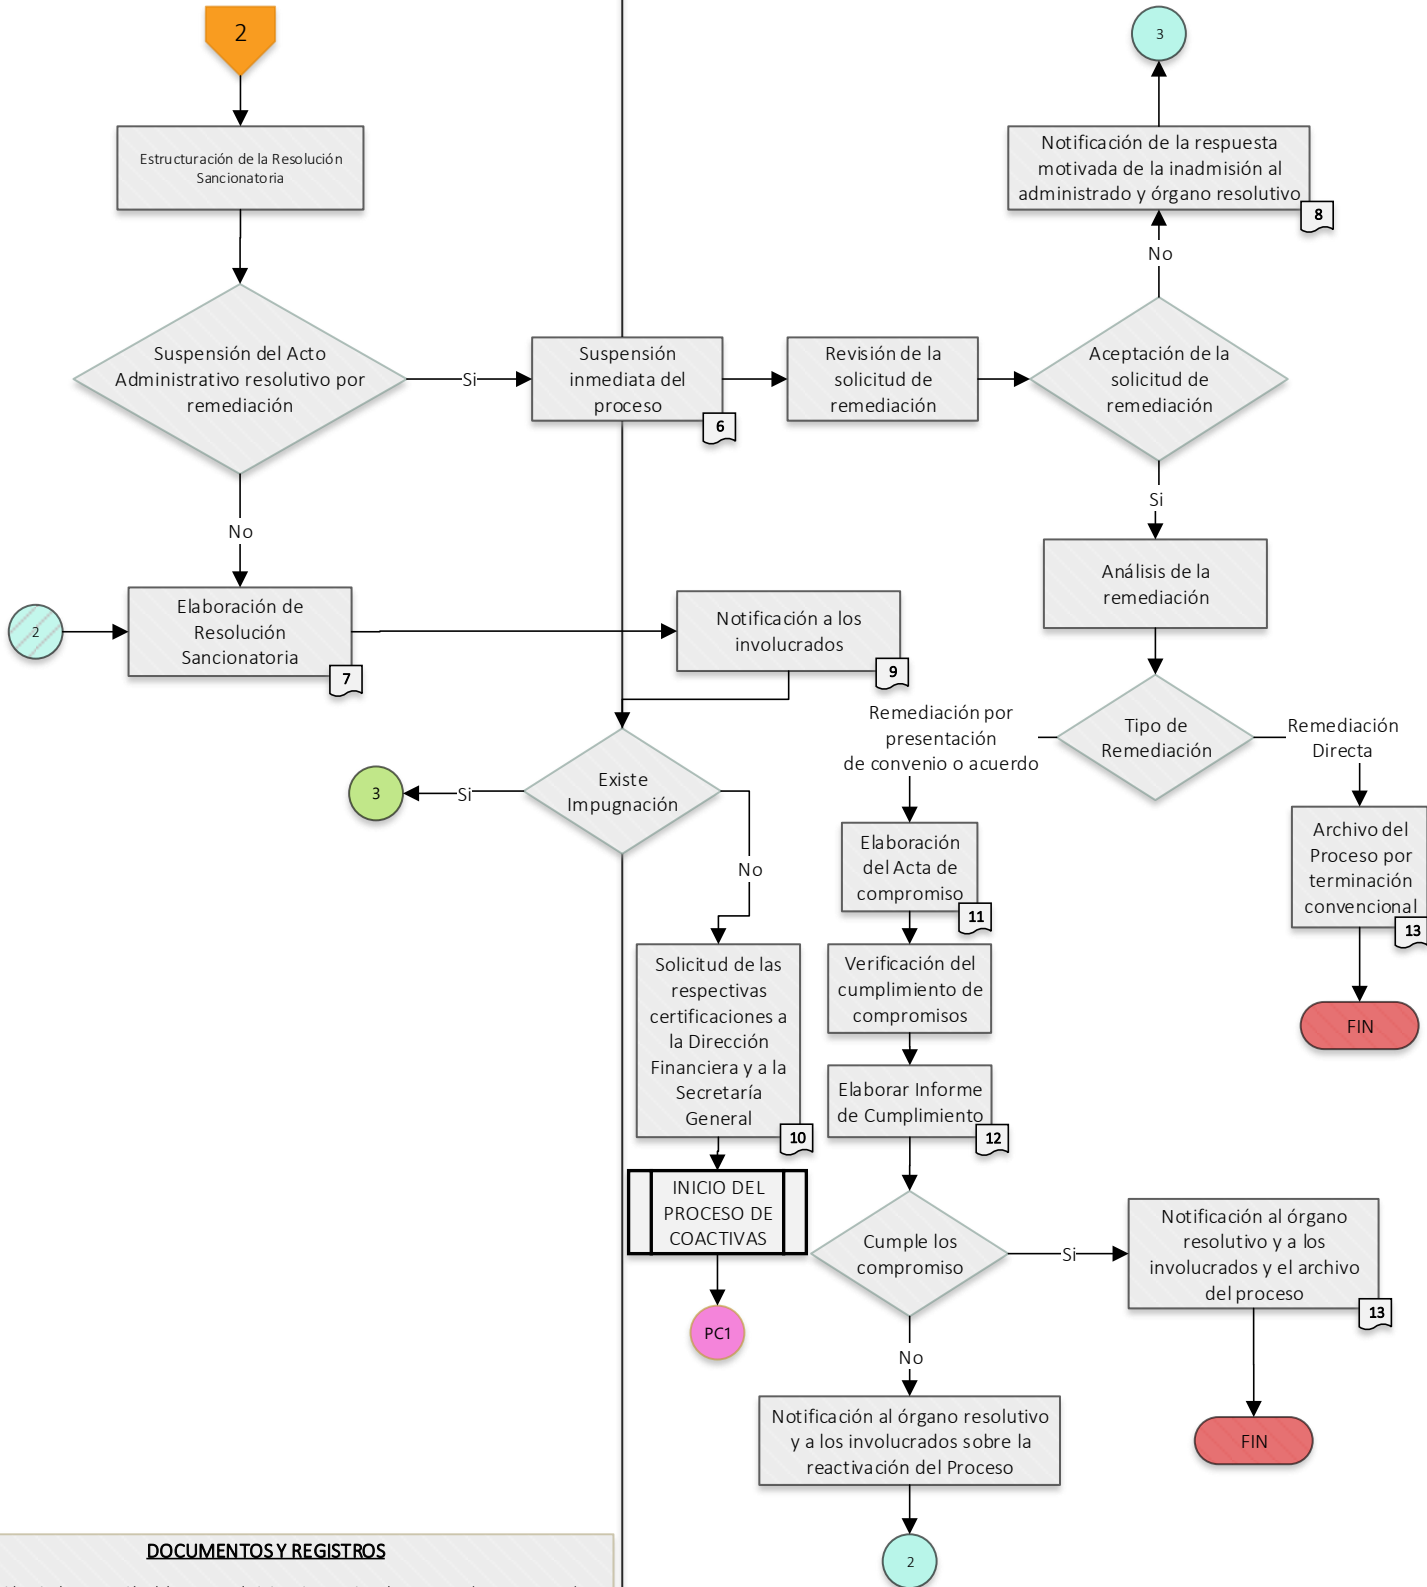 2
Estructuración de la Resolución
Sancionatoria
Suspensión del Acto
Administrativo resolutivo por
remediación
Si
No
Suspensión
inmediata del
proceso
6
Revisión de la
solicitud de
remediación
Aceptación de la
solicitud de
remediación
No
Notificación de la respuesta
motivada de la inadmisión al
administrado y órgano resolutivo
8
3
Si
Análisis de la
remediación
2
Elaboración de
Resolución
Sancionatoria
7
Notificación a los
involucrados
9
Existe
Impugnación
Si
3
No
Solicitud de las
respectivas
certificaciones a
la Dirección
Financiera y a la
Secretaría
General
10
INICIO DEL
PROCESO DE
COACTIVAS
PC1
Tipo de
Remediación
Remediación por
presentación
de convenio o acuerdo
Remediación
Directa
Archivo del
Proceso por
terminación
convencional
13
FIN
Elaboración
del Acta de
compromiso
11
Verificación del
cumplimiento de
compromisos
Elaborar Informe
de Cumplimiento
12
Cumple los
compromiso
Si
Notificación al órgano
resolutivo y a los
involucrados y el archivo
del proceso
13
FIN
No
Notificación al órgano resolutivo
y a los involucrados sobre la
reactivación del Proceso
2
DOCUMENTOS Y REGISTROS